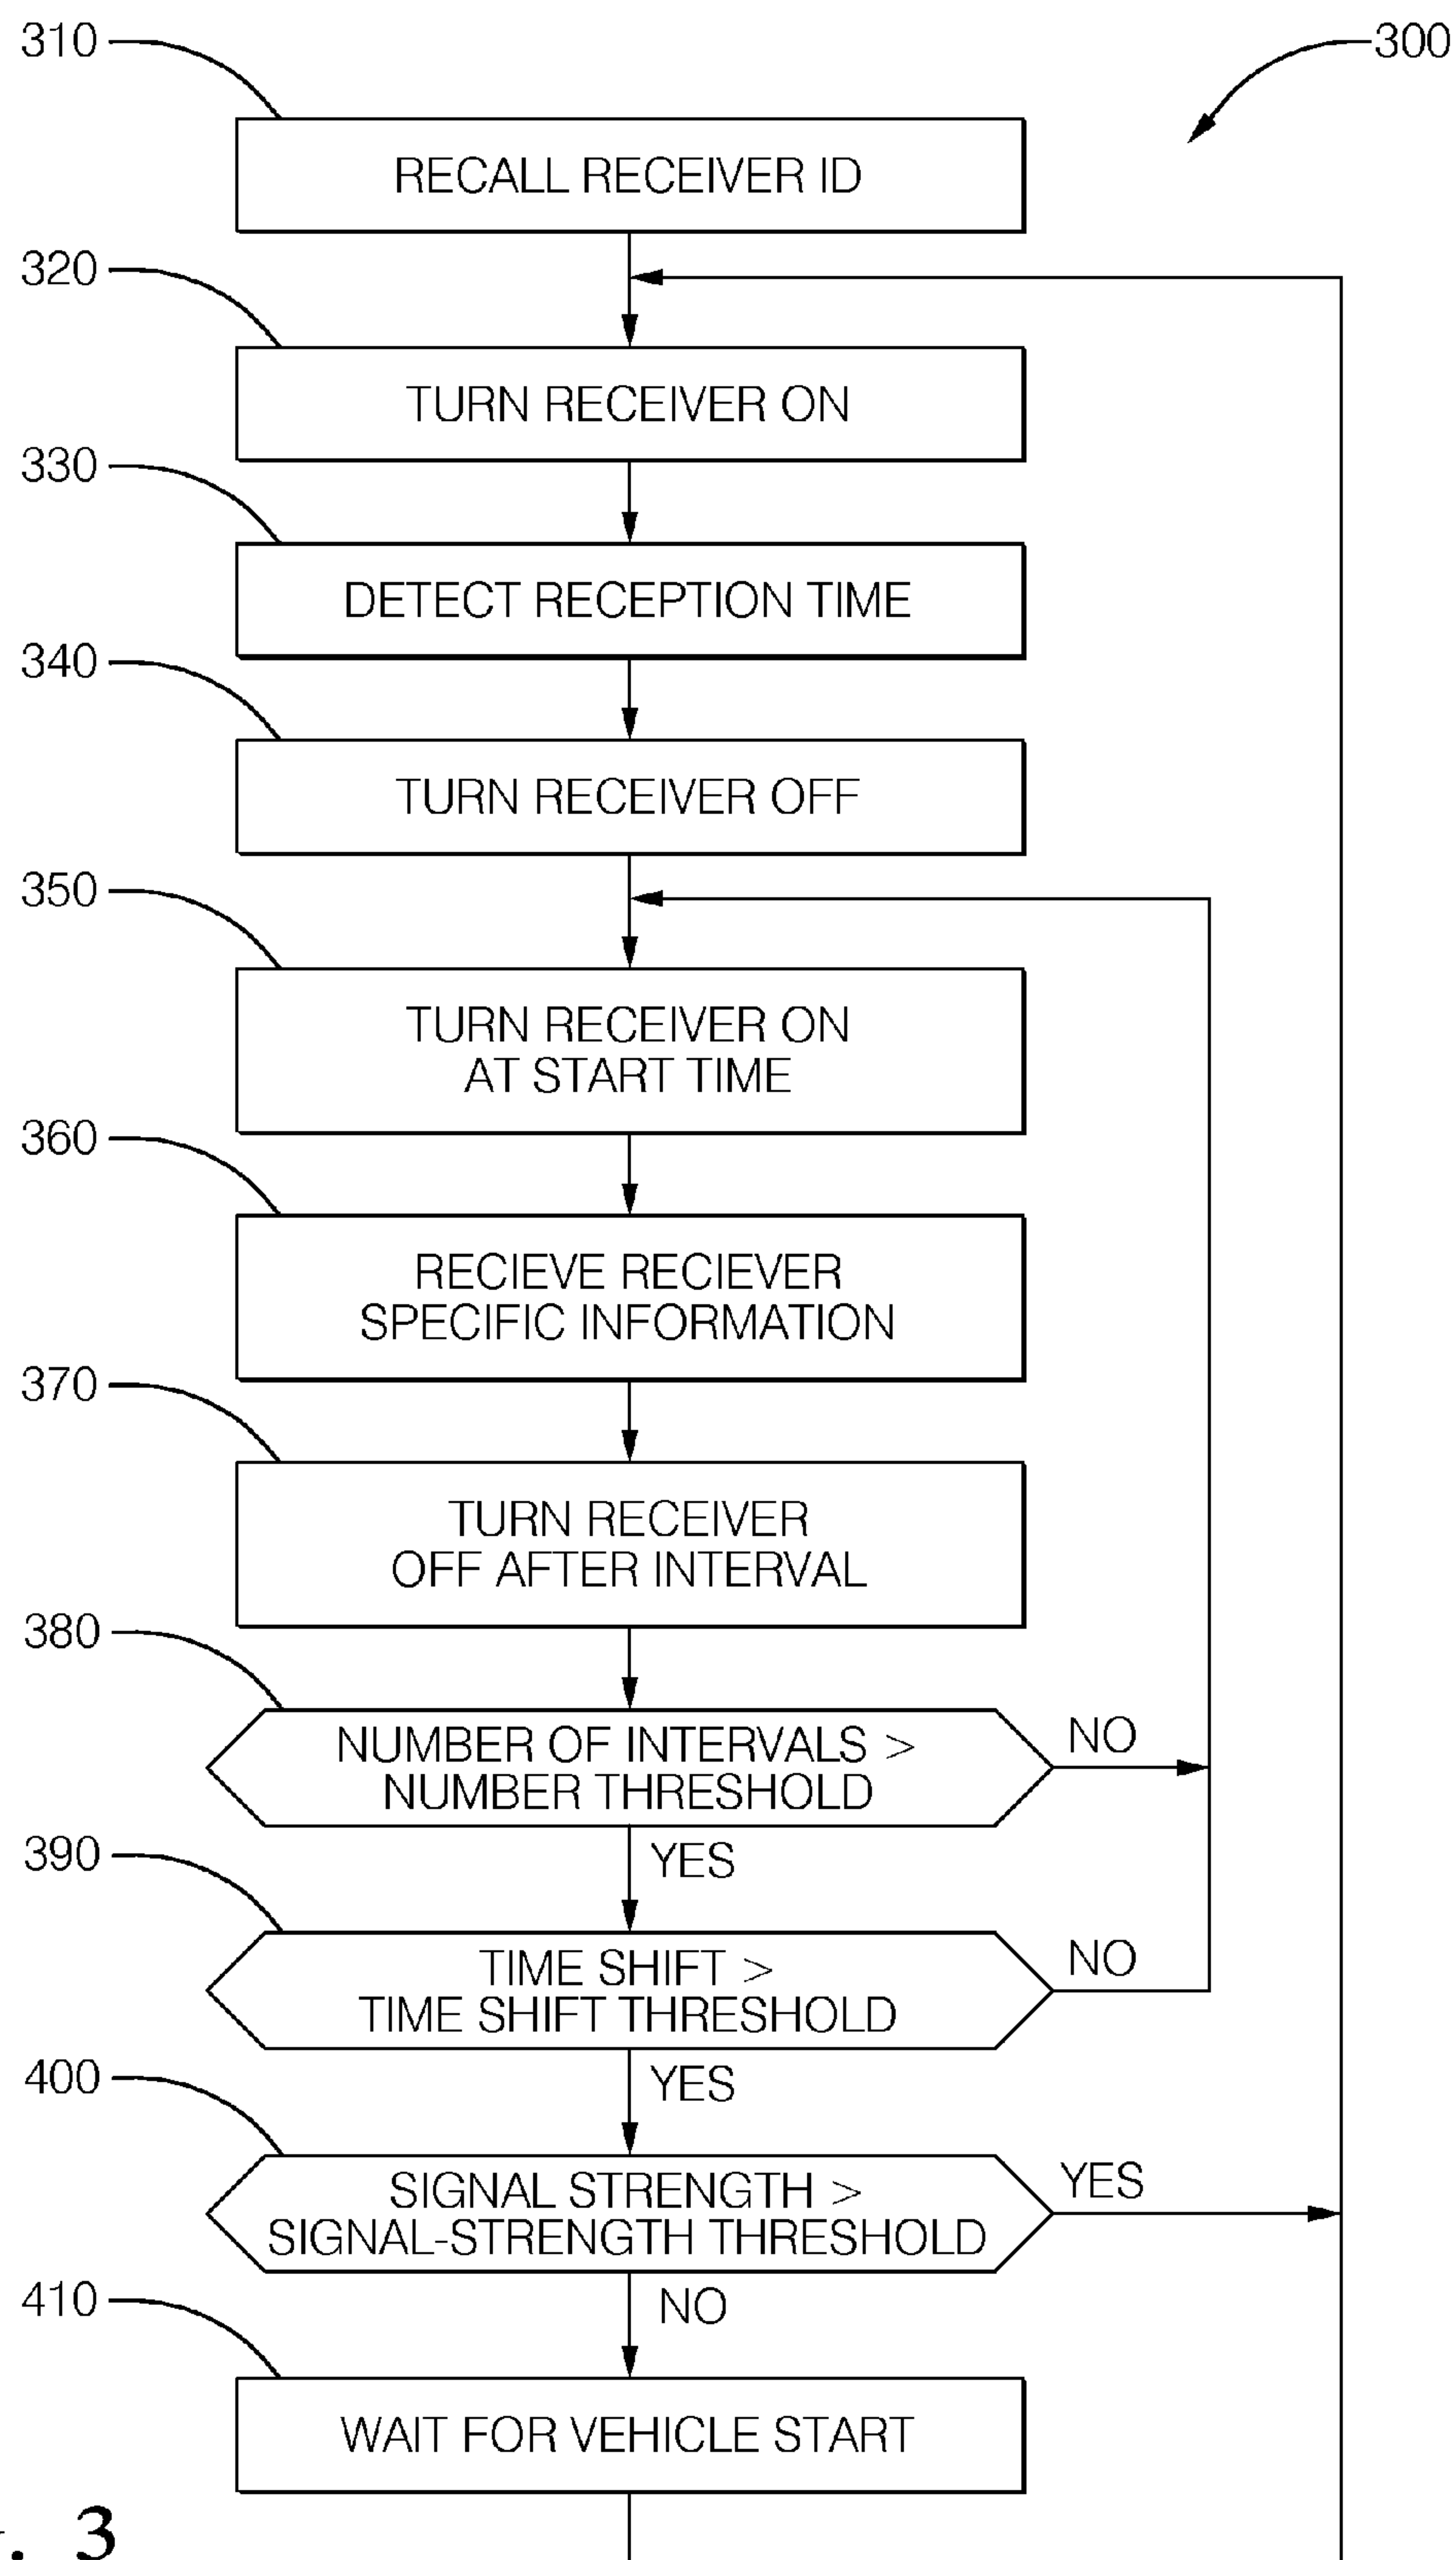 310
300
RECALL RECEIVER ID
320
TURN RECEIVER ON
330
DETECT RECEPTION TIME
340
TURN RECEIVER OFF
350
TURN RECEIVER ON
AT START TIME
360
RECIEVE RECIEVER
SPECIFIC INFORMATION
370
TURN RECEIVER
OFF AFTER INTERVAL
380
NUMBER OF INTERVALS >
NUMBER THRESHOLD
NO
YES
390
TIME SHIFT >
TIME SHIFT THRESHOLD
NO
YES
400
SIGNAL STRENGTH >
SIGNAL-STRENGTH THRESHOLD
YES
NO
410
WAIT FOR VEHICLE START
. 3